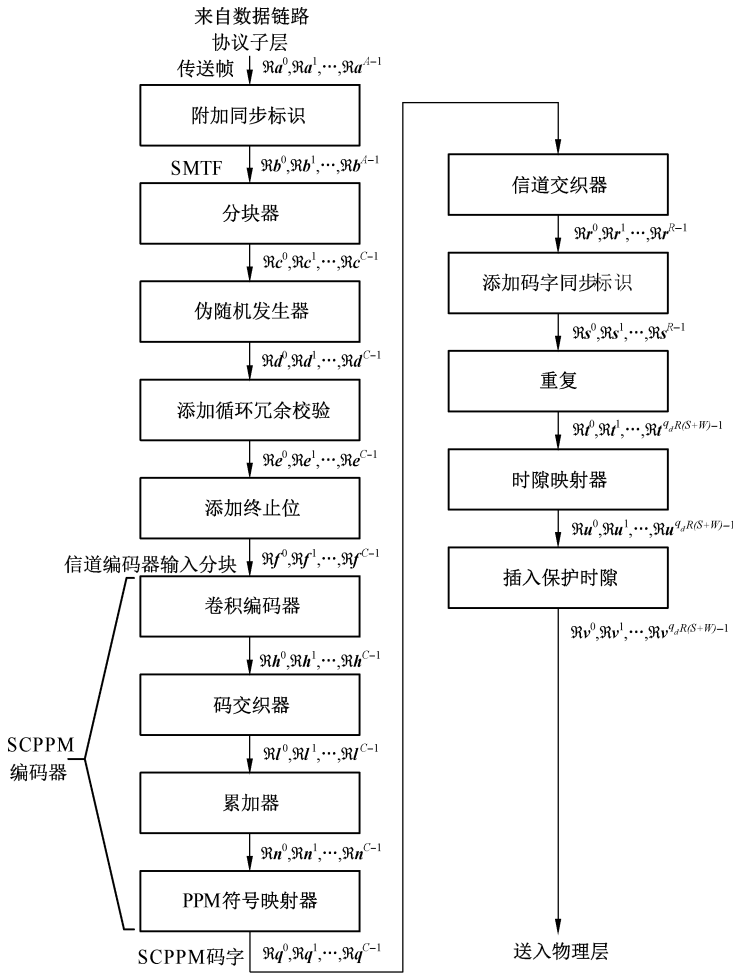 来自数据链路
协议子层
传送帧 ℜa⁰,ℜa¹,⋯,ℜaᴬ⁻¹
附加同步标识
SMTF ℜb⁰,ℜb¹,⋯,ℜbᴬ⁻¹
分块器
ℜc⁰,ℜc¹,⋯,ℜc^{C−1}
伪随机发生器
ℜd⁰,ℜd¹,⋯,ℜd^{C−1}
添加循环冗余校验
ℜe⁰,ℜe¹,⋯,ℜe^{C−1}
添加终止位
信道编码器输入分块 ℜf⁰,ℜf¹,⋯,ℜf^{C−1}
卷积编码器
ℜh⁰,ℜh¹,⋯,ℜh^{C−1}
码交织器
SCPPM
编码器
ℜl⁰,ℜl¹,⋯,ℜl^{C−1}
累加器
ℜn⁰,ℜn¹,⋯,ℜn^{C−1}
PPM符号映射器
SCPPM码字 ℜq⁰,ℜq¹,⋯,ℜq^{C−1}
信道交织器
ℜr⁰,ℜr¹,⋯,ℜr^{R−1}
添加码字同步标识
ℜs⁰,ℜs¹,⋯,ℜs^{R−1}
重复
ℜt⁰,ℜt¹,⋯,ℜt^{q_dR(S+W)−1}
时隙映射器
ℜu⁰,ℜu¹,⋯,ℜu^{q_dR(S+W)−1}
插入保护时隙
ℜv⁰,ℜv¹,⋯,ℜv^{q_dR(S+W)−1}
送入物理层